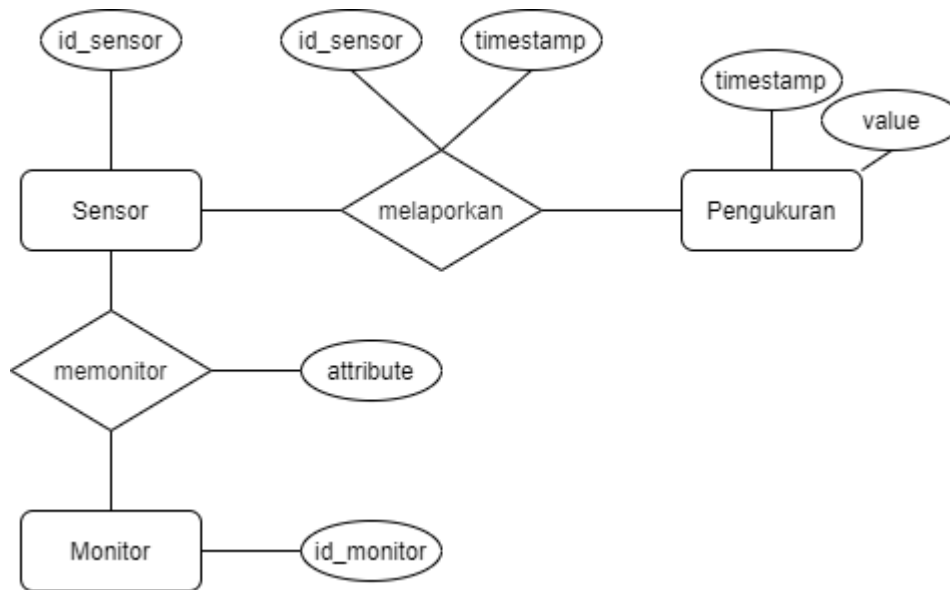 id_sensor
id_sensor
timestamp
timestamp
value
Sensor
melaporkan
Pengukuran
memonitor
attribute
Monitor
id_monitor